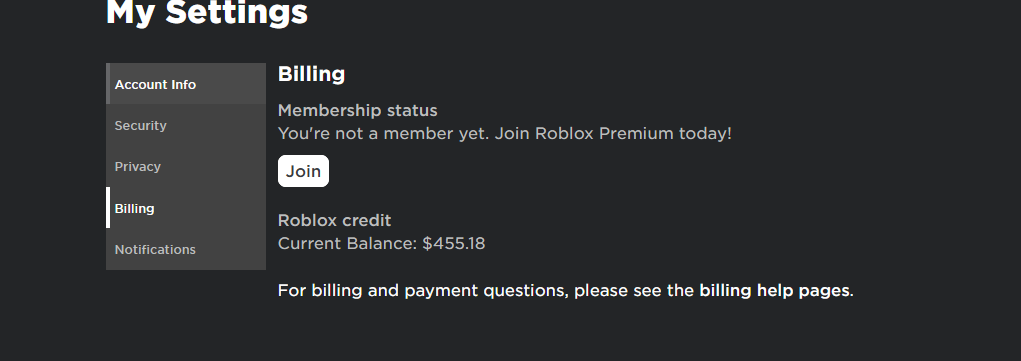 My Settings
Account Info
Security
Privacy
Billing
Notifications
Billing
Membership status
You're not a member yet. Join Roblox Premium today!
Join
Roblox credit
Current Balance: $455.18
For billing and payment questions, please see the billing help pages.